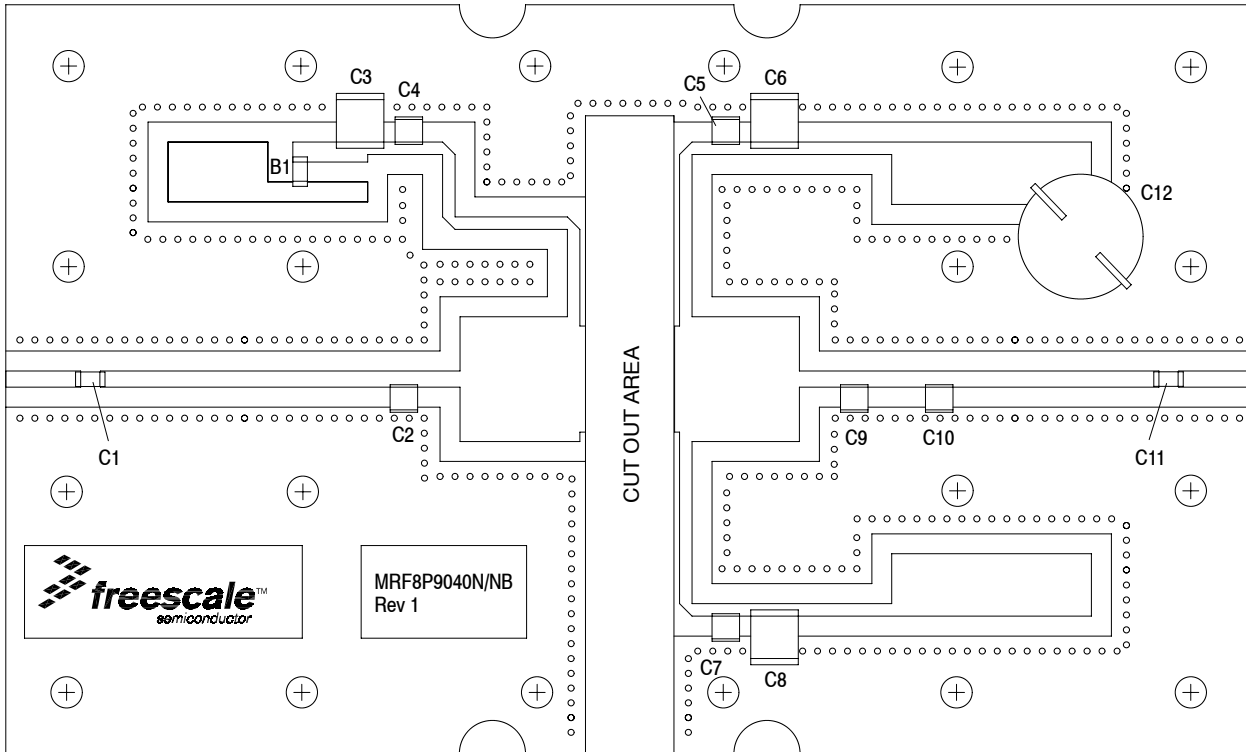 C3
C4
C5
C6
B1
C12
CUT OUT AREA
C1
C2
C9
C10
C11
freescale™
semiconductor
MRF8P9040N/NB
Rev 1
C7
C8